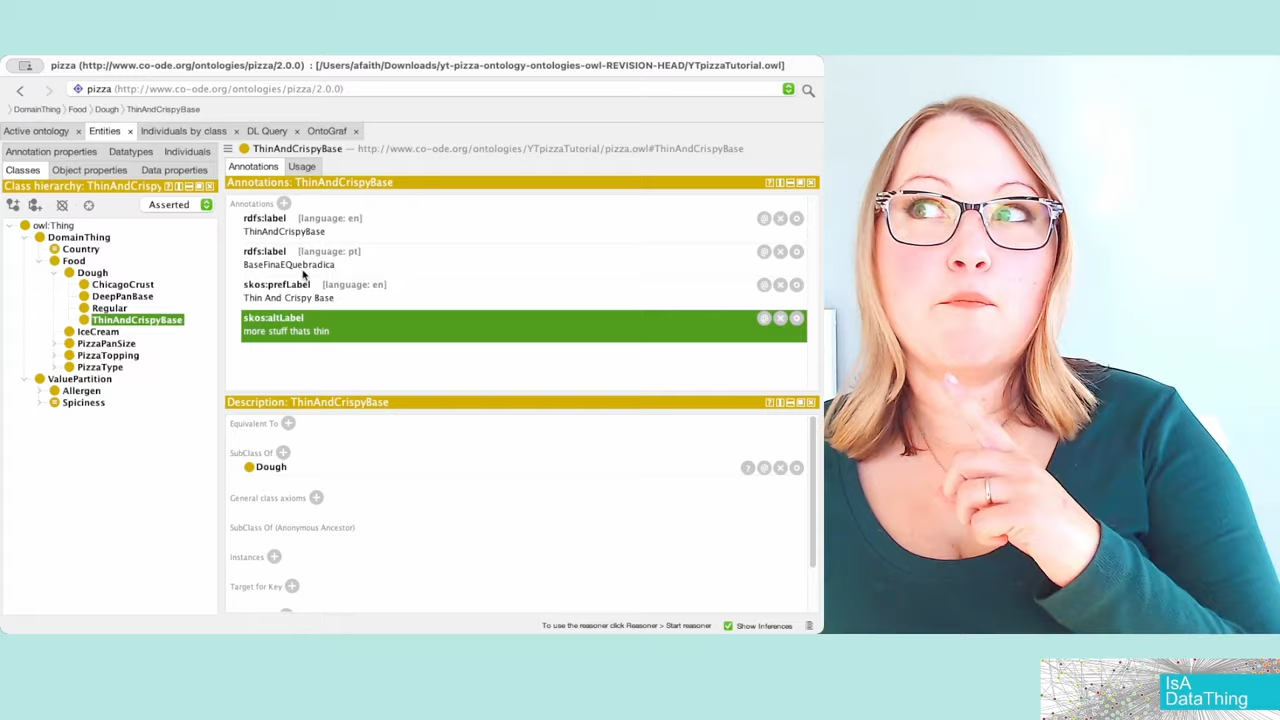 pizza (http://www.co-ode.org/ontologies/pizza/2.0.0) : [/Users/afaith/Downloads/yt-pizza-ontology-ontologies-owl-REVISION-HEAD/YTpizzaTutorial.owl]
pizza (http://www.co-ode.org/ontologies/pizza/2.0.0)
DomainThing Food Dough ThinAndCrispyBase
Active ontology × Entities × Individuals by class × DL Query × OntoGraf ×
Annotation properties Datatypes Individuals
Classes Object properties Data properties
Class hierarchy: ThinAndCrispy
Asserted
owl:Thing
DomainThing
Country
Food
Dough
ChicagoCrust
DeepPanBase
Regular
ThinAndCrispyBase
IceCream
PizzaPanSize
PizzaTopping
PizzaType
ValuePartition
Allergen
Spiciness
ThinAndCrispyBase — http://www.co-ode.org/ontologies/YTpizzaTutorial/pizza.owl#ThinAndCrispyBase
Annotations Usage
Annotations: ThinAndCrispyBase
Annotations
rdfs:label [language: en]
ThinAndCrispyBase
rdfs:label [language: pt]
BaseFinaEQuebradica
skos:prefLabel [language: en]
Thin And Crispy Base
skos:altLabel
more stuff thats thin
Description: ThinAndCrispyBase
Equivalent To
SubClass Of
Dough
General class axioms
SubClass Of (Anonymous Ancestor)
Instances
Target for Key
To use the reasoner click Reasoner > Start reasoner Show Inferences
IsA
DataThing